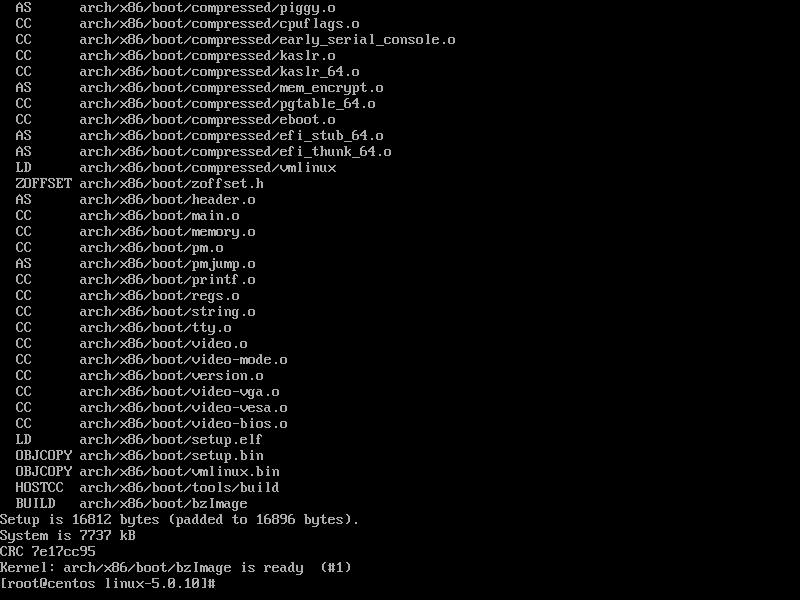 AS      arch/x86/boot/compressed/piggy.o
CC      arch/x86/boot/compressed/cpuflags.o
CC      arch/x86/boot/compressed/early_serial_console.o
CC      arch/x86/boot/compressed/kaslr.o
CC      arch/x86/boot/compressed/kaslr_64.o
AS      arch/x86/boot/compressed/mem_encrypt.o
CC      arch/x86/boot/compressed/pgtable_64.o
CC      arch/x86/boot/compressed/eboot.o
AS      arch/x86/boot/compressed/efi_stub_64.o
AS      arch/x86/boot/compressed/efi_thunk_64.o
LD      arch/x86/boot/compressed/vmlinux
ZOFFSET arch/x86/boot/zoffset.h
AS      arch/x86/boot/header.o
CC      arch/x86/boot/main.o
CC      arch/x86/boot/memory.o
CC      arch/x86/boot/pm.o
AS      arch/x86/boot/pmjump.o
CC      arch/x86/boot/printf.o
CC      arch/x86/boot/regs.o
CC      arch/x86/boot/string.o
CC      arch/x86/boot/tty.o
CC      arch/x86/boot/video.o
CC      arch/x86/boot/video-mode.o
CC      arch/x86/boot/version.o
CC      arch/x86/boot/video-vga.o
CC      arch/x86/boot/video-vesa.o
CC      arch/x86/boot/video-bios.o
LD      arch/x86/boot/setup.elf
OBJCOPY arch/x86/boot/setup.bin
OBJCOPY arch/x86/boot/vmlinux.bin
HOSTCC  arch/x86/boot/tools/build
BUILD   arch/x86/boot/bzImage
Setup is 16812 bytes (padded to 16896 bytes).
System is 7737 kB
CRC 7e17cc95
Kernel: arch/x86/boot/bzImage is ready  (#1)
[root@centos linux-5.0.10]#